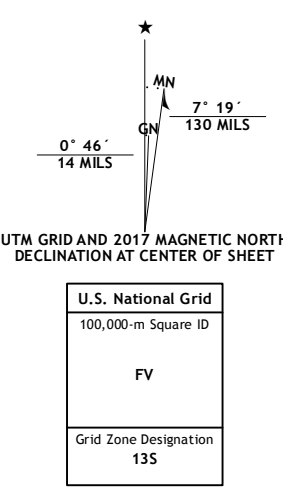 ★
MN
7° 19´
130 MILS
GN
0° 46´
14 MILS
UTM GRID AND 2017 MAGNETIC NORTH
DECLINATION AT CENTER OF SHEET
U.S. National Grid
100,000-m Square ID
FV
Grid Zone Designation
13S